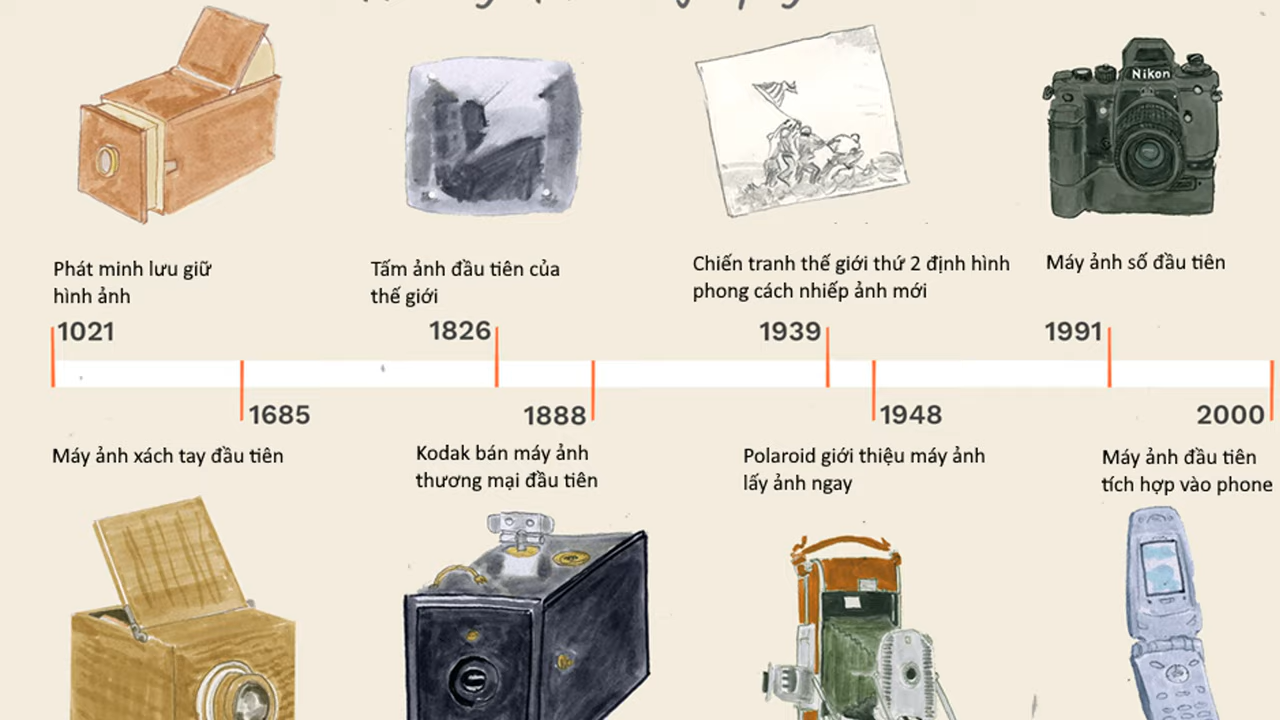 Nikon
Phát minh lưu giữ
hình ảnh
Tấm ảnh đầu tiên của
thế giới
Chiến tranh thế giới thứ 2 định hình
phong cách nhiếp ảnh mới
Máy ảnh số đầu tiên
1021
1826
1939
1991
1685
1888
1948
2000
Máy ảnh xách tay đầu tiên
Kodak bán máy ảnh
thương mại đầu tiên
Polaroid giới thiệu máy ảnh
lấy ảnh ngay
Máy ảnh đầu tiên
tích hợp vào phone